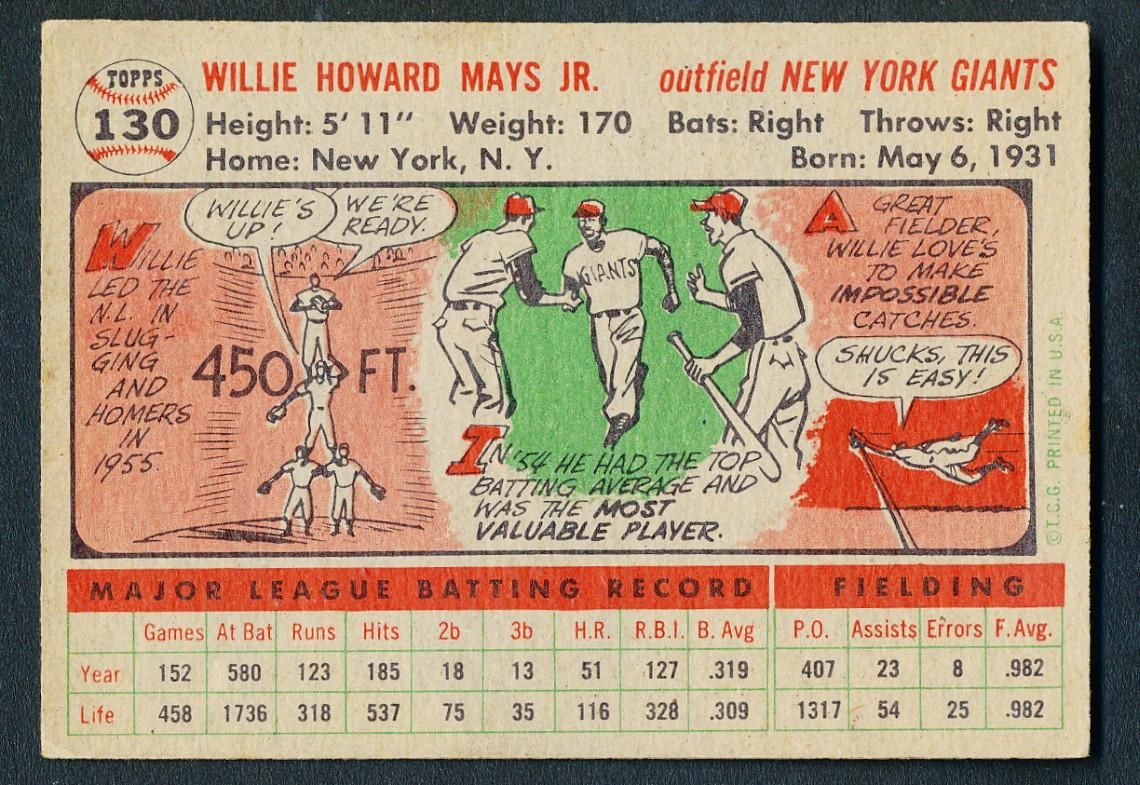 TOPPS
130
WILLIE HOWARD MAYS JR. outfield NEW YORK GIANTS
Height: 5' 11" Weight: 170 Bats: Right Throws: Right
Home: New York, N. Y. Born: May 6, 1931
WILLIE
LED THE
N.L. IN
SLUG-
GING
AND
HOMERS
IN
1955.
WILLIE'S
UP!
WE'RE
READY.
450 FT.
GIANTS
IN '54 HE HAD THE TOP
BATTING AVERAGE AND
WAS THE MOST
VALUABLE PLAYER.
A GREAT
FIELDER,
WILLIE LOVE'S
TO MAKE
IMPOSSIBLE
CATCHES.
SHUCKS, THIS
IS EASY!
©T.C.G. PRINTED IN U.S.A.
MAJOR LEAGUE BATTING RECORD FIELDING
Games At Bat Runs Hits 2b 3b H.R. R.B.I. B. Avg P.O. Assists Errors F. Avg.
Year 152 580 123 185 18 13 51 127 .319 407 23 8 .982
Life 458 1736 318 537 75 35 116 328 .309 1317 54 25 .982